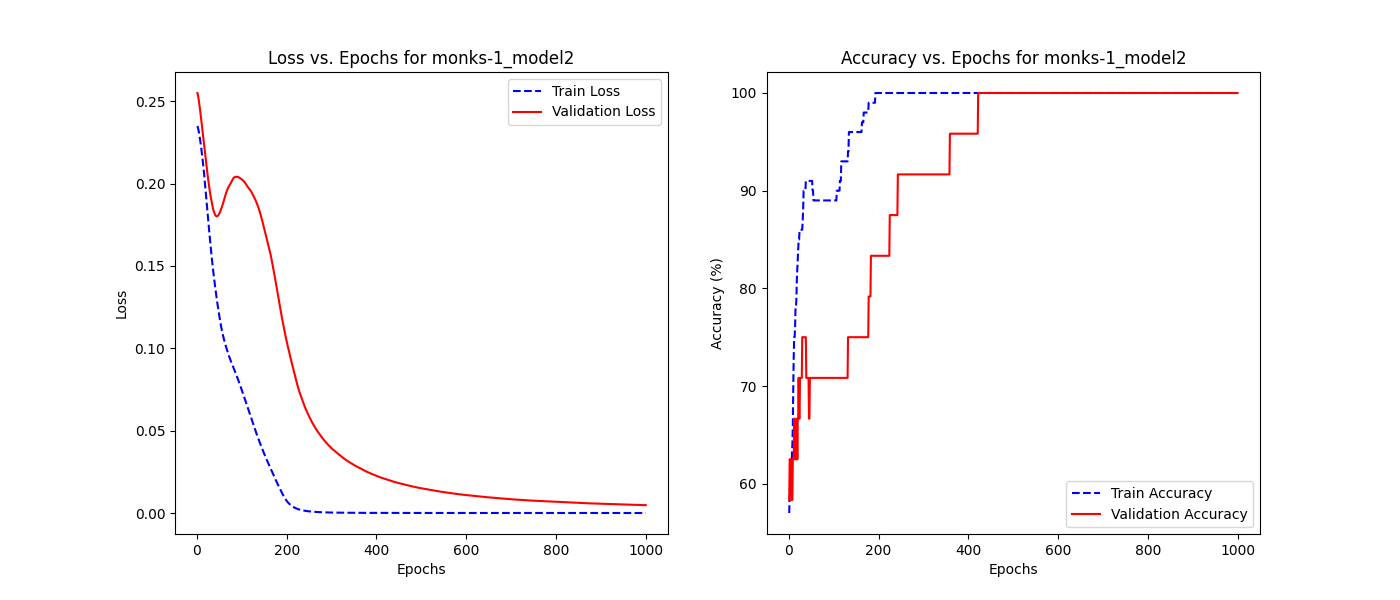 Loss vs. Epochs for monks-1_model2
Train Loss
Validation Loss
0.25
0.20
0.15
0.10
0.05
0.00
Loss
0 200 400 600 800 1000
Epochs
Accuracy vs. Epochs for monks-1_model2
100
90
80
70
60
Accuracy (%)
Train Accuracy
Validation Accuracy
0 200 400 600 800 1000
Epochs